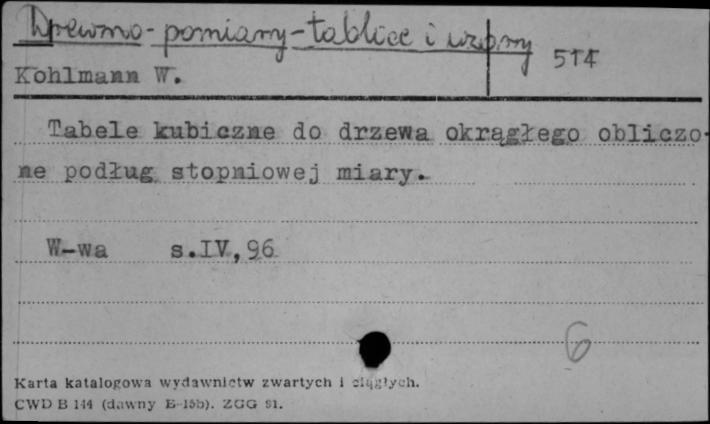 Drewno - pomiary - tablice i wzory
514
Kohlmann W.
Tabele kubiczne do drzewa okrągłego obliczo-
ne podług stopniowej miary.
W-wa s.IV,96
6
Karta katalogowa wydawnictw zwartych i ciągłych.
CWD B 144 (dawny E-15b). ZGG 91.